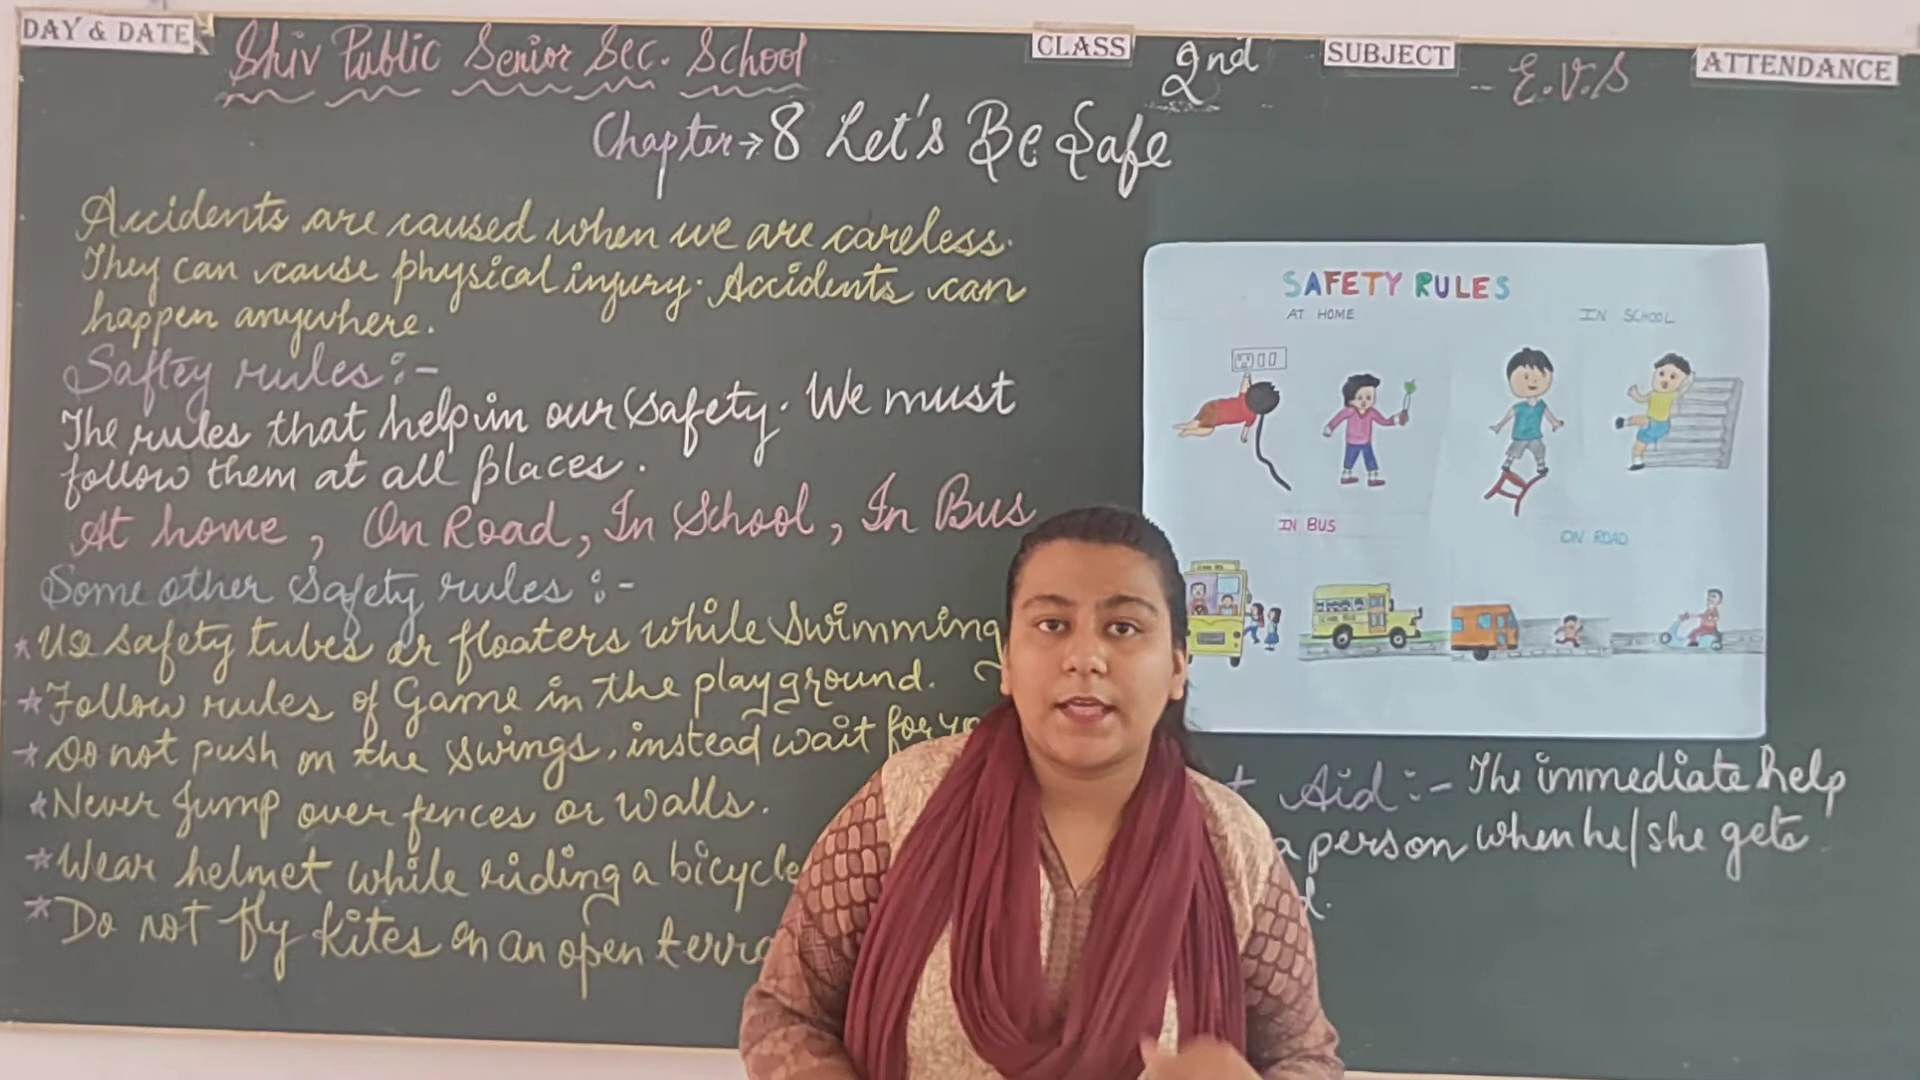 DAY & DATE
Shiv Public Senior Sec. School
CLASS
2nd
SUBJECT
- E.V.S
ATTENDANCE
Chapter → 8 Let's Be Safe
Accidents are caused when we are careless.
They can cause physical injury. Accidents can
happen anywhere.
Saftey rules :-
The rules that help in our safety. We must
follow them at all places.
At home, On Road, In School, In Bus
Some other Safety rules :-
* Use safety tubes or floaters while swimming
* Follow rules of Game in the playground.
* Do not push on the swings, instead wait for
* Never Jump over fences or walls.
* Wear helmet while riding a bicycle
* Do not fly kites on an open
SAFETY RULES
AT HOME
IN SCHOOL
IN BUS
ON ROAD
SCHOOL BUS
Aid :- The immediate help
a person when he/she gets